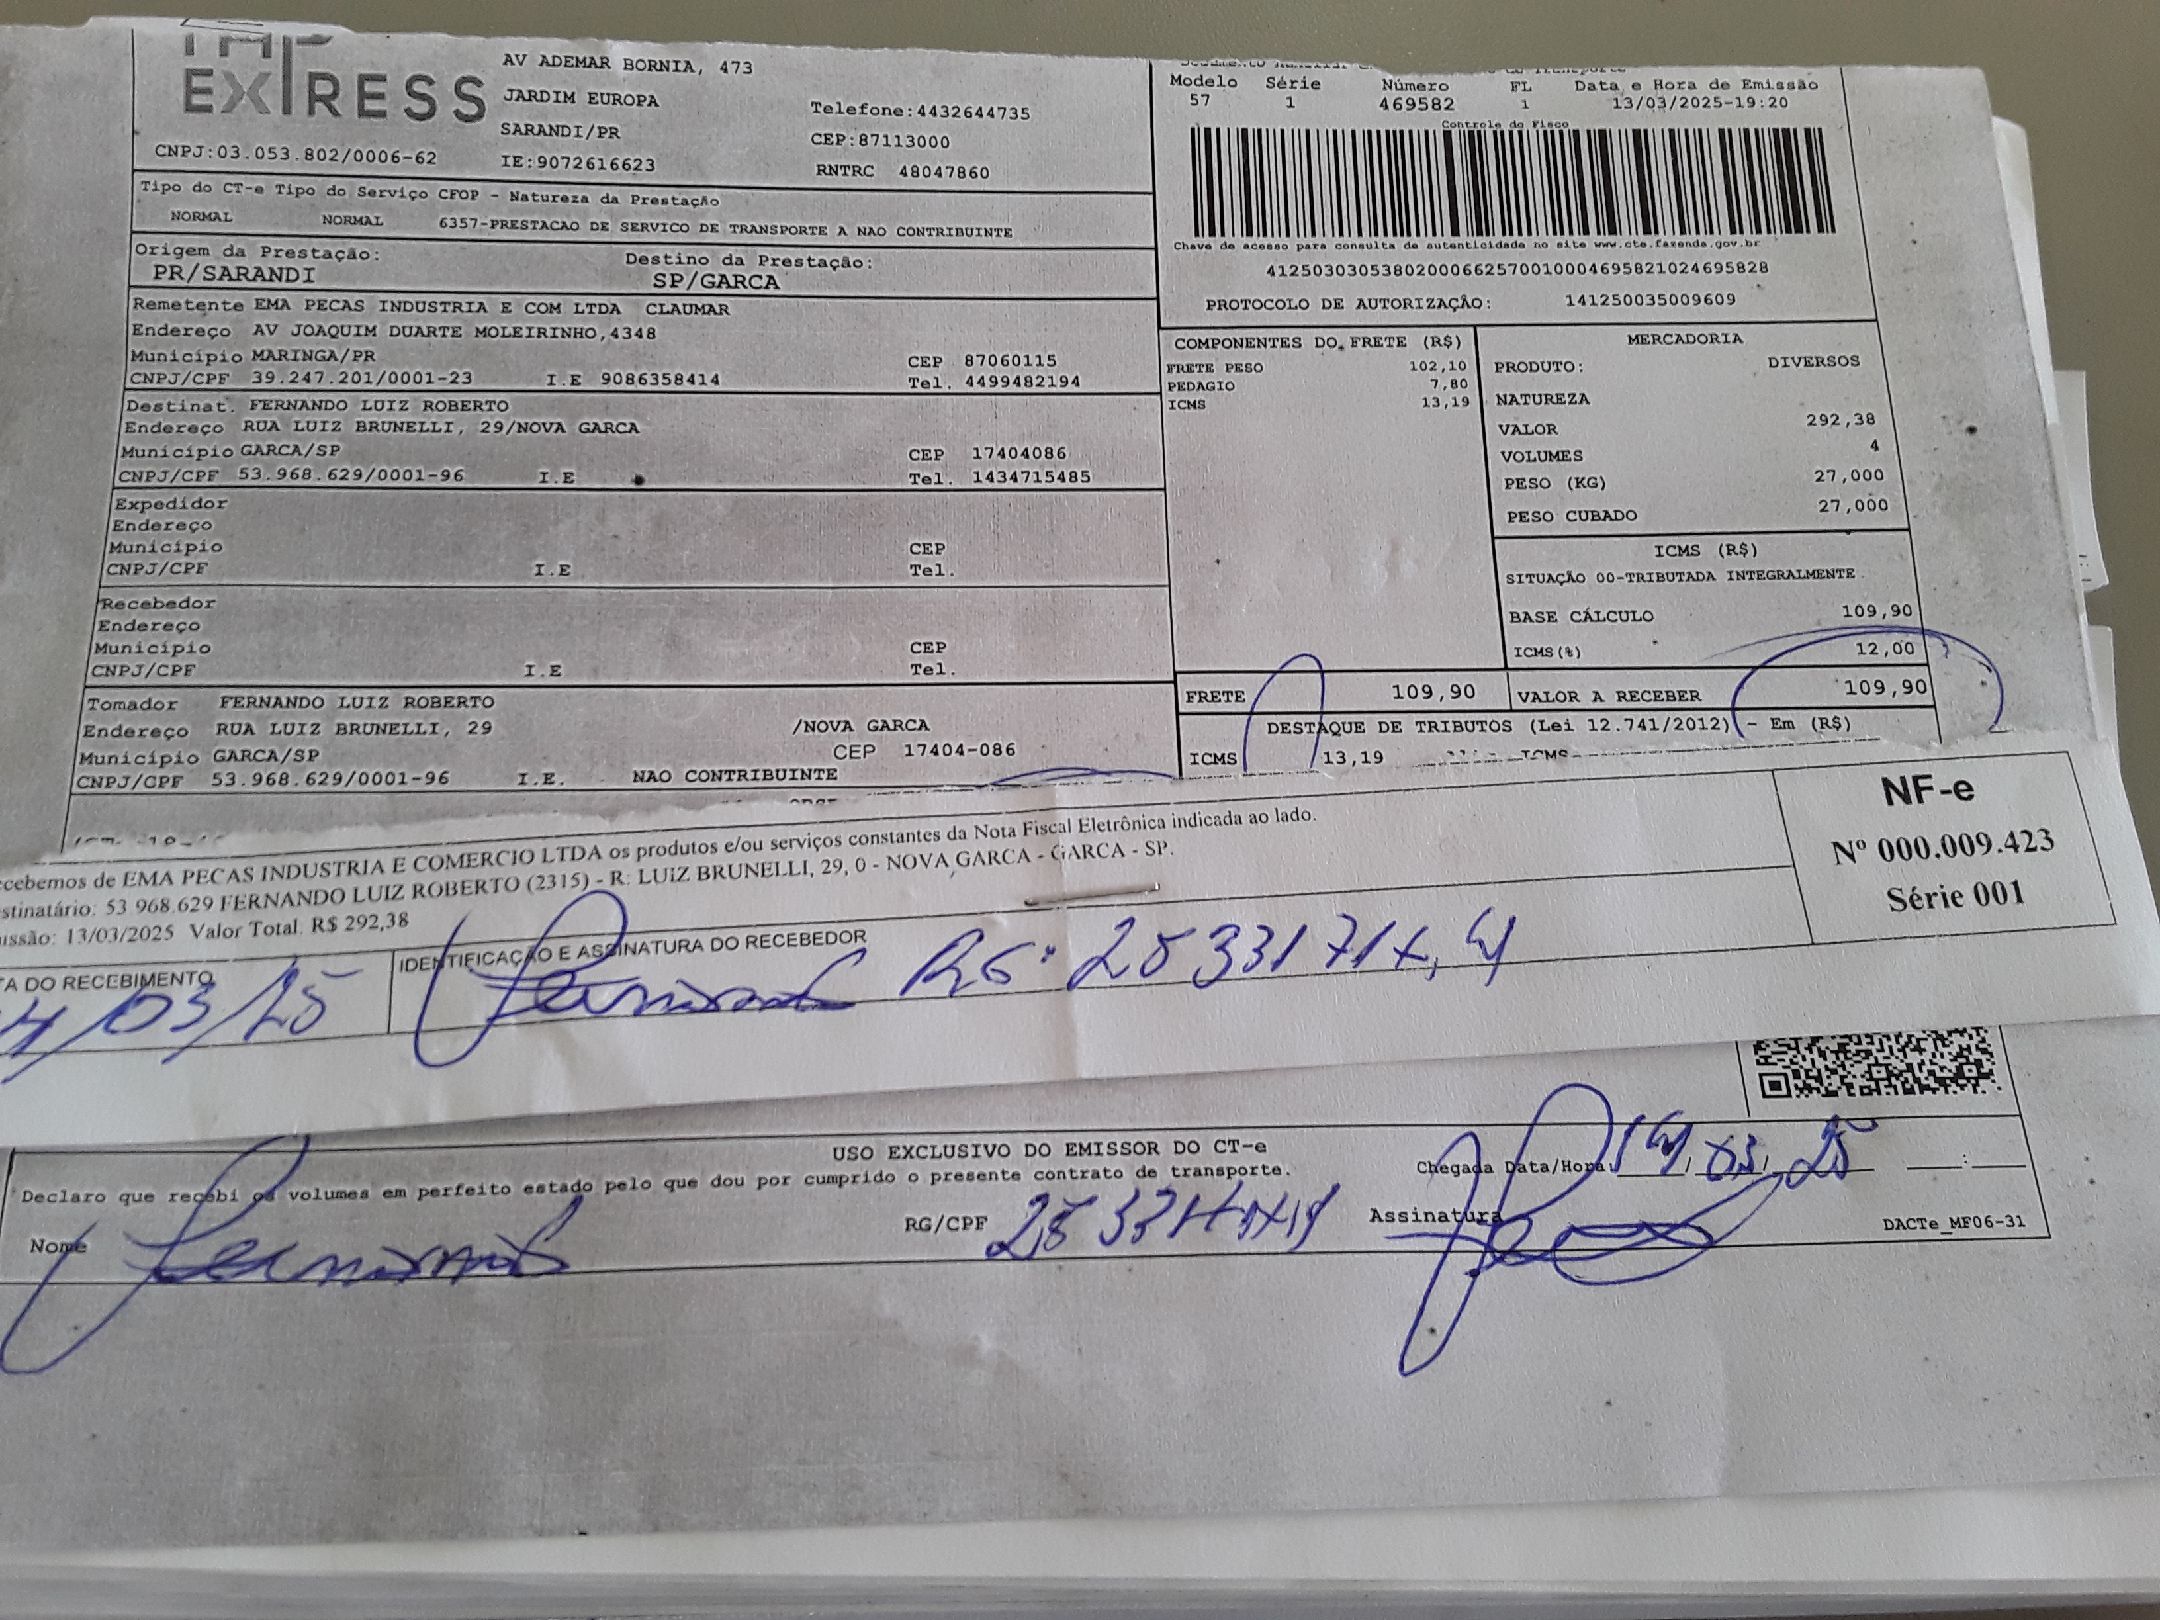 EXPRESS
AV ADEMAR BORNIA, 473
JARDIM EUROPA
SARANDI/PR
IE:9072616623
Telefone:4432644735
CEP:87113000
RNTRC 48047860
CNPJ:03.053.802/0006-62
Modelo Série Número FL Data e Hora de Emissão
57 1 469582 1 13/03/2025-19:20
Controle do Fisco
Chave de acesso para consulta de autenticidade no site www.cte.fazenda.gov.br
41250303053802000662570010004695821024695828
PROTOCOLO DE AUTORIZAÇÃO: 141250035009609
Tipo do CT-e Tipo do Serviço CFOP - Natureza da Prestação
NORMAL NORMAL 6357-PRESTACAO DE SERVICO DE TRANSPORTE A NAO CONTRIBUINTE
Origem da Prestação: Destino da Prestação:
PR/SARANDI SP/GARCA
Remetente EMA PECAS INDUSTRIA E COM LTDA CLAUMAR
Endereço AV JOAQUIM DUARTE MOLEIRINHO,4348
Município MARINGA/PR CEP 87060115
CNPJ/CPF 39.247.201/0001-23 I.E 9086358414 Tel. 4499482194
Destinat. FERNANDO LUIZ ROBERTO
Endereço RUA LUIZ BRUNELLI, 29/NOVA GARCA
Município GARCA/SP CEP 17404086
CNPJ/CPF 53.968.629/0001-96 I.E Tel. 1434715485
Expedidor
Endereço
Município CEP
CNPJ/CPF I.E Tel.
Recebedor
Endereço
Município CEP
CNPJ/CPF I.E Tel.
Tomador FERNANDO LUIZ ROBERTO
Endereço RUA LUIZ BRUNELLI, 29 /NOVA GARCA
Município GARCA/SP CEP 17404-086
CNPJ/CPF 53.968.629/0001-96 I.E. NAO CONTRIBUINTE
COMPONENTES DO FRETE (R$)
FRETE PESO 102,10
PEDAGIO 7,80
ICMS 13,19
MERCADORIA
PRODUTO: DIVERSOS
NATUREZA
VALOR 292,38
VOLUMES 4
PESO (KG) 27,000
PESO CUBADO 27,000
ICMS (R$)
SITUAÇÃO 00-TRIBUTADA INTEGRALMENTE
BASE CÁLCULO 109,90
ICMS(%) 12,00
FRETE 109,90 VALOR A RECEBER 109,90
DESTAQUE DE TRIBUTOS (Lei 12.741/2012) - Em (R$)
ICMS 13,19 ICMS
ecebemos de EMA PECAS INDUSTRIA E COMERCIO LTDA os produtos e/ou serviços constantes da Nota Fiscal Eletrônica indicada ao lado.
estinatário: 53 968.629 FERNANDO LUIZ ROBERTO (2315) - R: LUIZ BRUNELLI, 29, 0 - NOVA GARCA - GARCA - SP.
issão: 13/03/2025 Valor Total. R$ 292,38
NF-e
Nº 000.009.423
Série 001
TA DO RECEBIMENTO
4/03/25
IDENTIFICAÇÃO E ASSINATURA DO RECEBEDOR
Fernando RG:
USO EXCLUSIVO DO EMISSOR DO CT-e
Declaro que recebi os volumes em perfeito estado pelo que dou por cumprido o presente contrato de transporte.
Chegada Data/Hora: 14/03/25 :
Nome Fernando
RG/CPF
Assinatura
DACTe_MF06-31